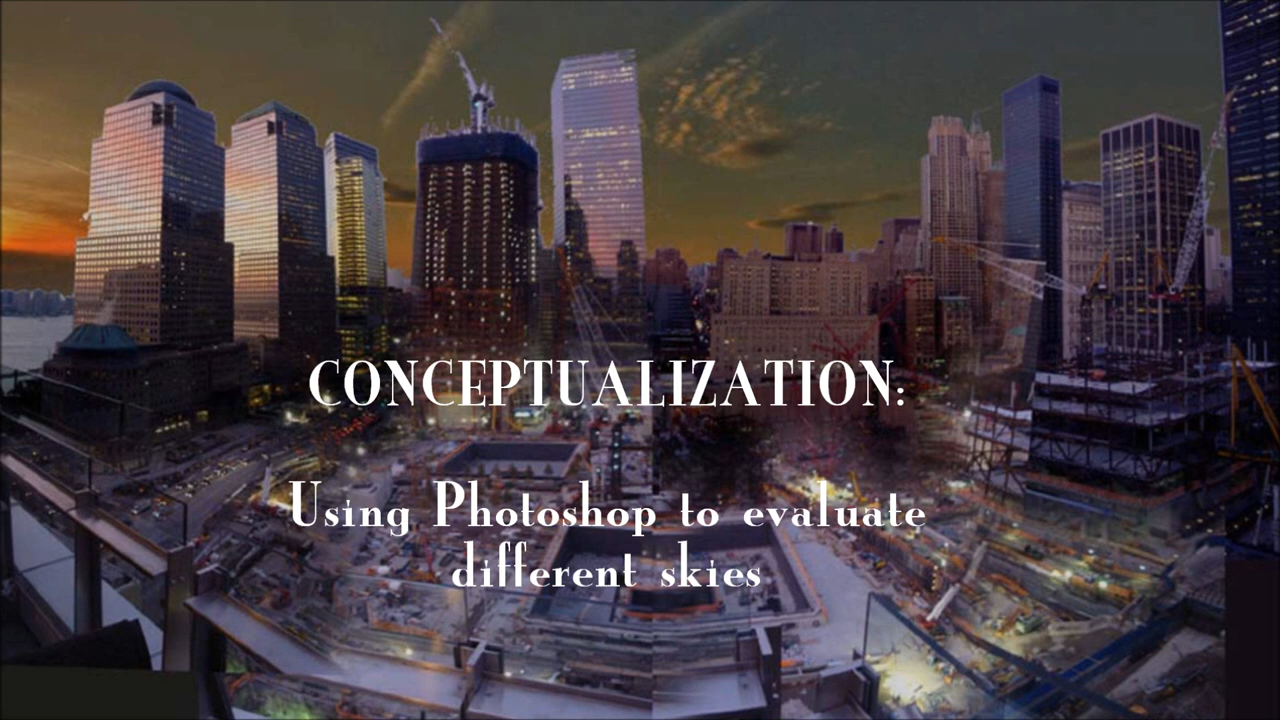 CONCEPTUALIZATION:
Using Photoshop to evaluate
different skies